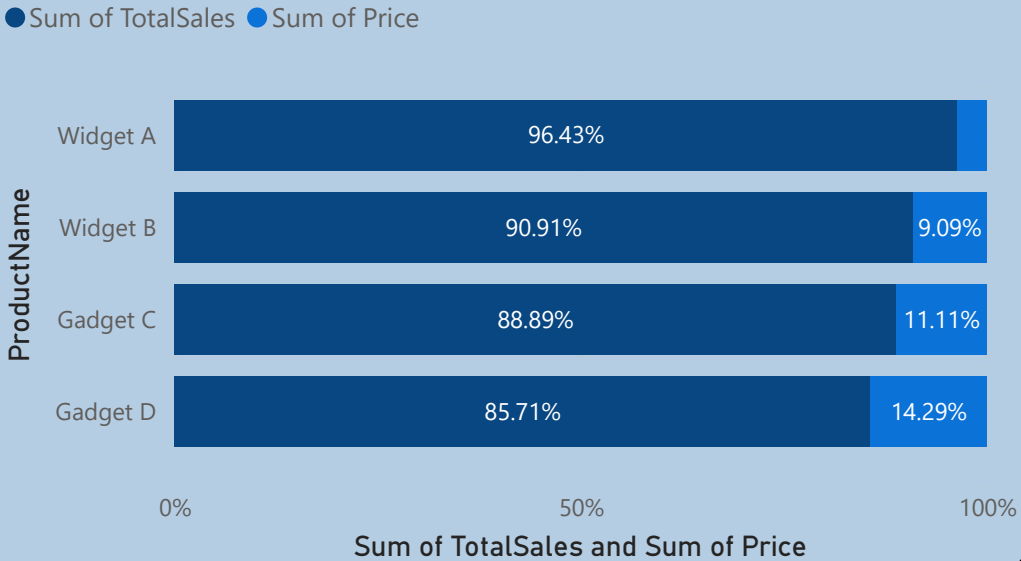 Sum of TotalSales Sum of Price
Widget A 96.43%
Widget B 90.91% 9.09%
Gadget C 88.89% 11.11%
Gadget D 85.71% 14.29%
ProductName
0% 50% 100%
Sum of TotalSales and Sum of Price